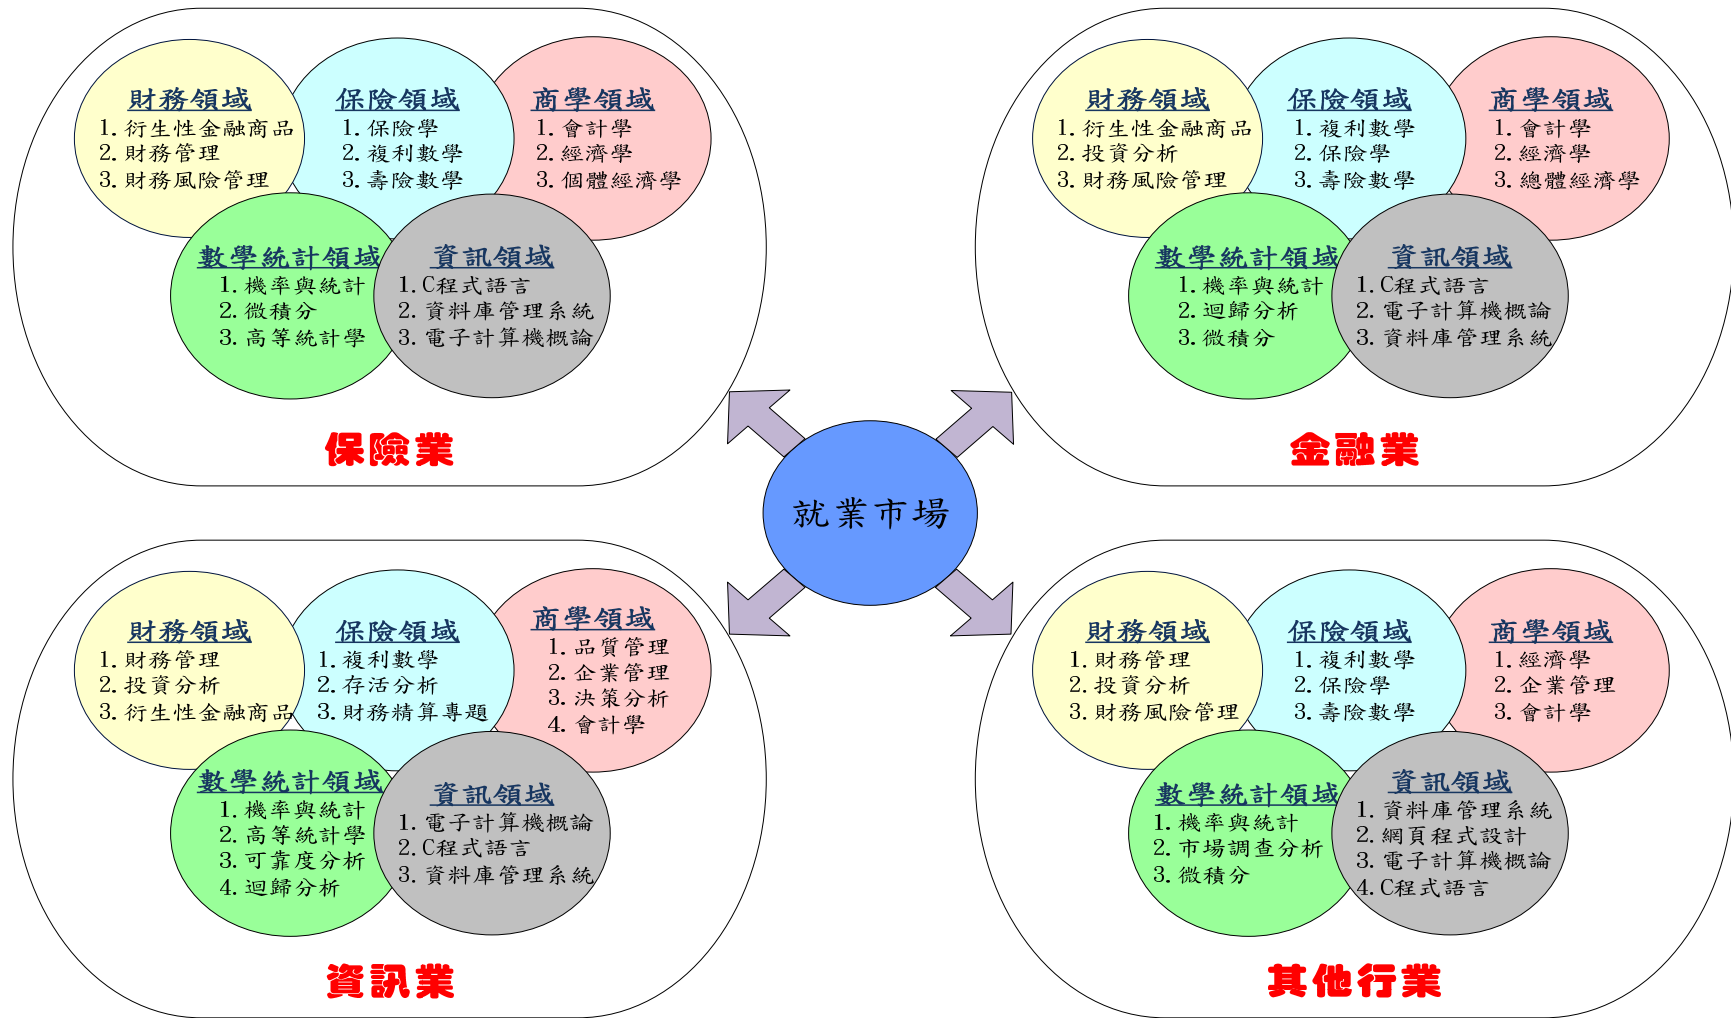 財務領域
1. 衍生性金融商品
2. 財務管理
3. 財務風險管理
保險領域
1. 保險學
2. 複利數學
3. 壽險數學
商學領域
1. 會計學
2. 經濟學
3. 個體經濟學
數學統計領域
1. 機率與統計
2. 微積分
3. 高等統計學
資訊領域
1. C程式語言
2. 資料庫管理系統
3. 電子計算機概論
保險業
財務領域
1. 衍生性金融商品
2. 投資分析
3. 財務風險管理
保險領域
1. 複利數學
2. 保險學
3. 壽險數學
商學領域
1. 會計學
2. 經濟學
3. 總體經濟學
數學統計領域
1. 機率與統計
2. 迴歸分析
3. 微積分
資訊領域
1. C程式語言
2. 電子計算機概論
3. 資料庫管理系統
金融業
就業市場
財務領域
1. 財務管理
2. 投資分析
3. 衍生性金融商品
保險領域
1. 複利數學
2. 存活分析
3. 財務精算專題
商學領域
1. 品質管理
2. 企業管理
3. 決策分析
4. 會計學
數學統計領域
1. 機率與統計
2. 高等統計學
3. 可靠度分析
4. 迴歸分析
資訊領域
1. 電子計算機概論
2. C程式語言
3. 資料庫管理系統
資訊業
財務領域
1. 財務管理
2. 投資分析
3. 財務風險管理
保險領域
1. 複利數學
2. 保險學
3. 壽險數學
商學領域
1. 經濟學
2. 企業管理
3. 會計學
數學統計領域
1. 機率與統計
2. 市場調查分析
3. 微積分
資訊領域
1. 資料庫管理系統
2. 網頁程式設計
3. 電子計算機概論
4. C程式語言
其他行業